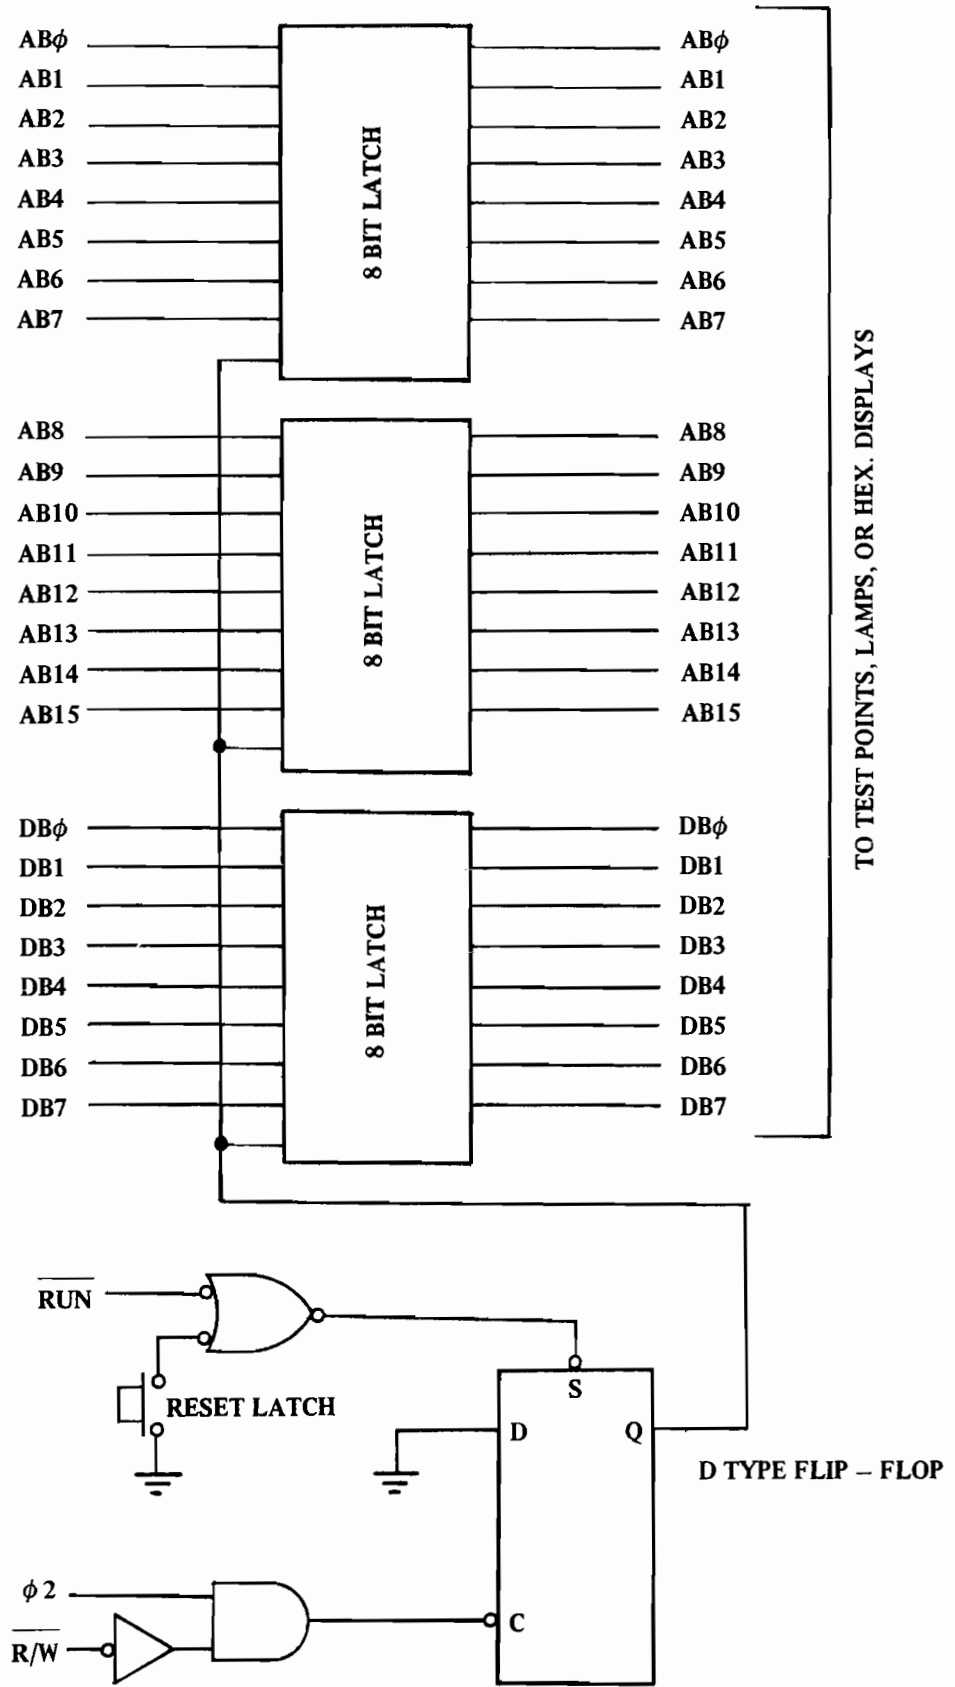 ABϕ ABϕ
AB1 AB1
AB2 AB2
AB3 AB3
AB4 AB4
AB5 AB5
AB6 AB6
AB7 AB7
8 BIT LATCH
AB8 AB8
AB9 AB9
AB10 AB10
AB11 AB11
AB12 AB12
AB13 AB13
AB14 AB14
AB15 AB15
8 BIT LATCH
DBϕ DBϕ
DB1 DB1
DB2 DB2
DB3 DB3
DB4 DB4
DB5 DB5
DB6 DB6
DB7 DB7
8 BIT LATCH
TO TEST POINTS, LAMPS, OR HEX. DISPLAYS
R̅U̅N̅
RESET LATCH
S
D Q
D TYPE FLIP – FLOP
ϕ 2
C
R̅/̅W̅